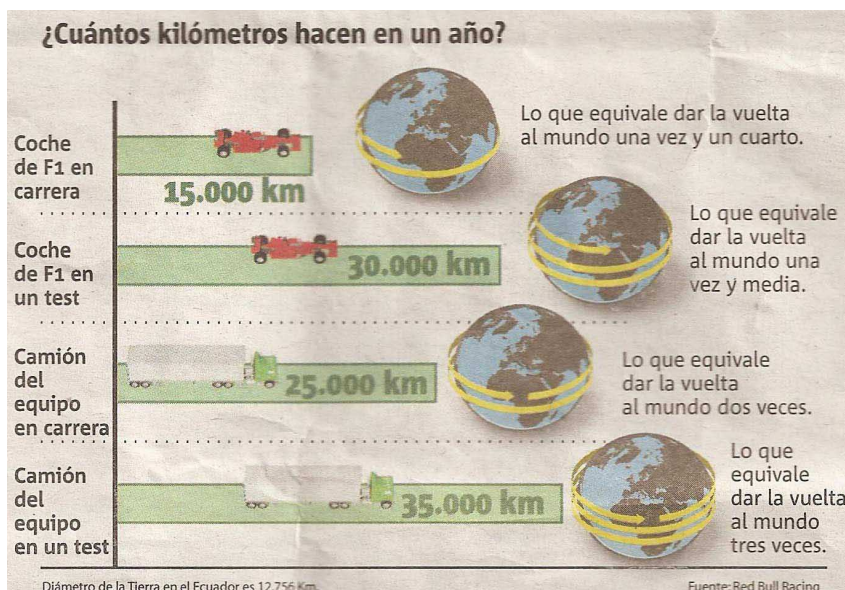 ¿Cuántos kilómetros hacen en un año?
Coche
de F1 en
carrera
15.000 km
Lo que equivale dar la vuelta
al mundo una vez y un cuarto.
Coche
de F1 en
un test
30.000 km
Lo que equivale
dar la vuelta
al mundo una
vez y media.
Camión
del
equipo
en carrera
25.000 km
Lo que equivale
dar la vuelta
al mundo dos veces.
Camión
del
equipo
en un test
35.000 km
Lo que
equivale
dar la vuelta
al mundo
tres veces.
Diámetro de la Tierra en el Ecuador es 12.756 Km.
Fuente: Red Bull Racing